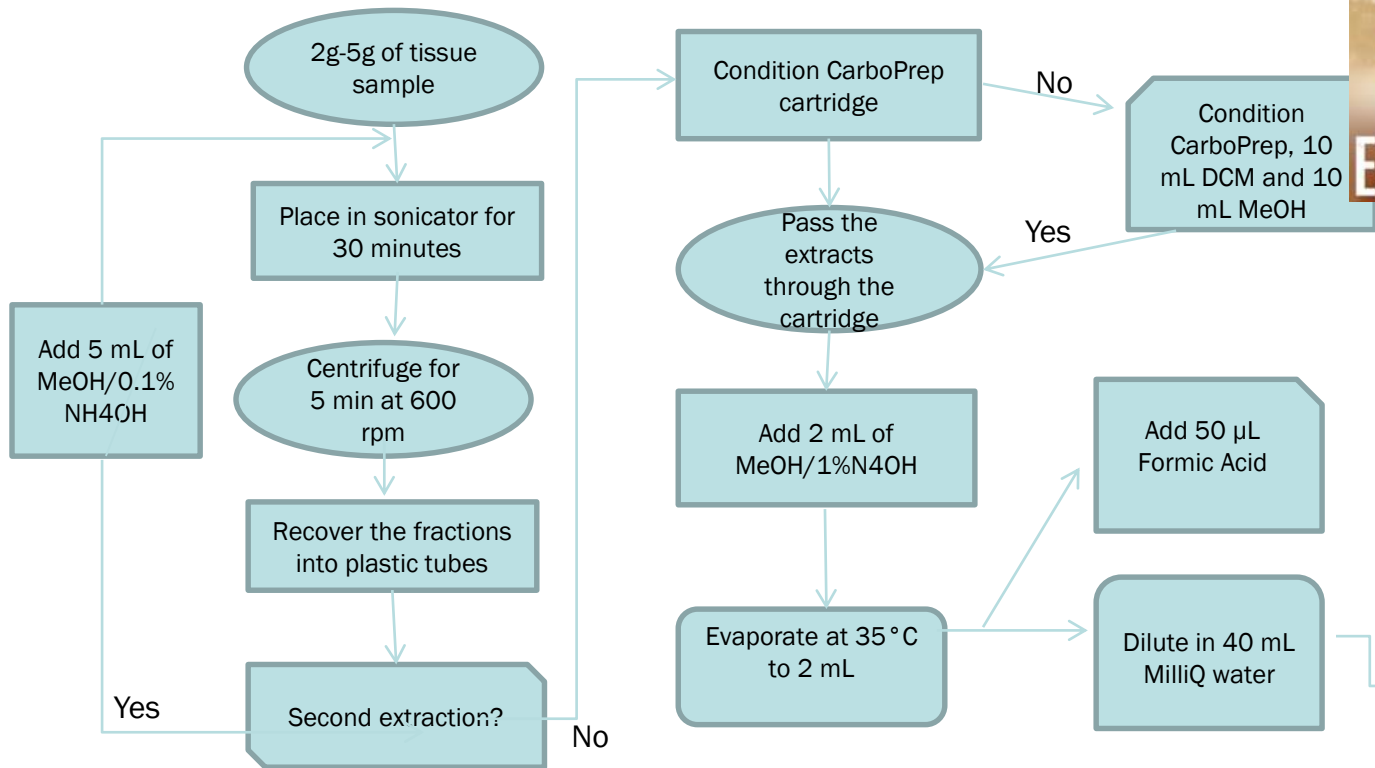 2g-5g of tissue
sample
Place in sonicator for
30 minutes
Add 5 mL of
MeOH/0.1%
NH4OH
Centrifuge for
5 min at 600
rpm
Recover the fractions
into plastic tubes
Second extraction?
Yes
No
Condition CarboPrep
cartridge
No
Condition
CarboPrep, 10
mL DCM and 10
mL MeOH
Yes
Pass the
extracts
through the
cartridge
Add 2 mL of
MeOH/1%N4OH
Evaporate at 35°C
to 2 mL
Add 50 µL
Formic Acid
Dilute in 40 mL
MilliQ water